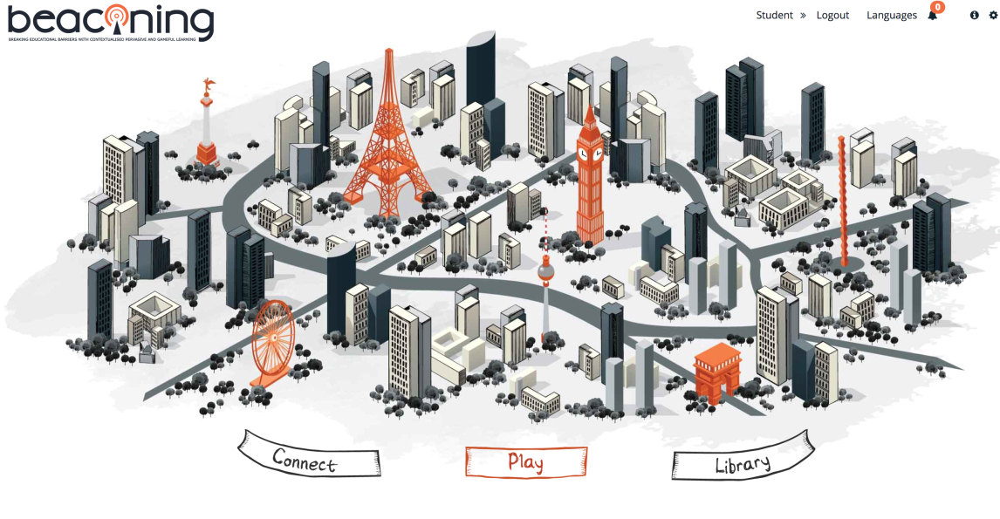 beaconing
BREAKING EDUCATIONAL BARRIERS WITH CONTEXTUALISED PERVASIVE AND GAMEFUL LEARNING
Student » Logout Languages 0
Connect
Play
Library